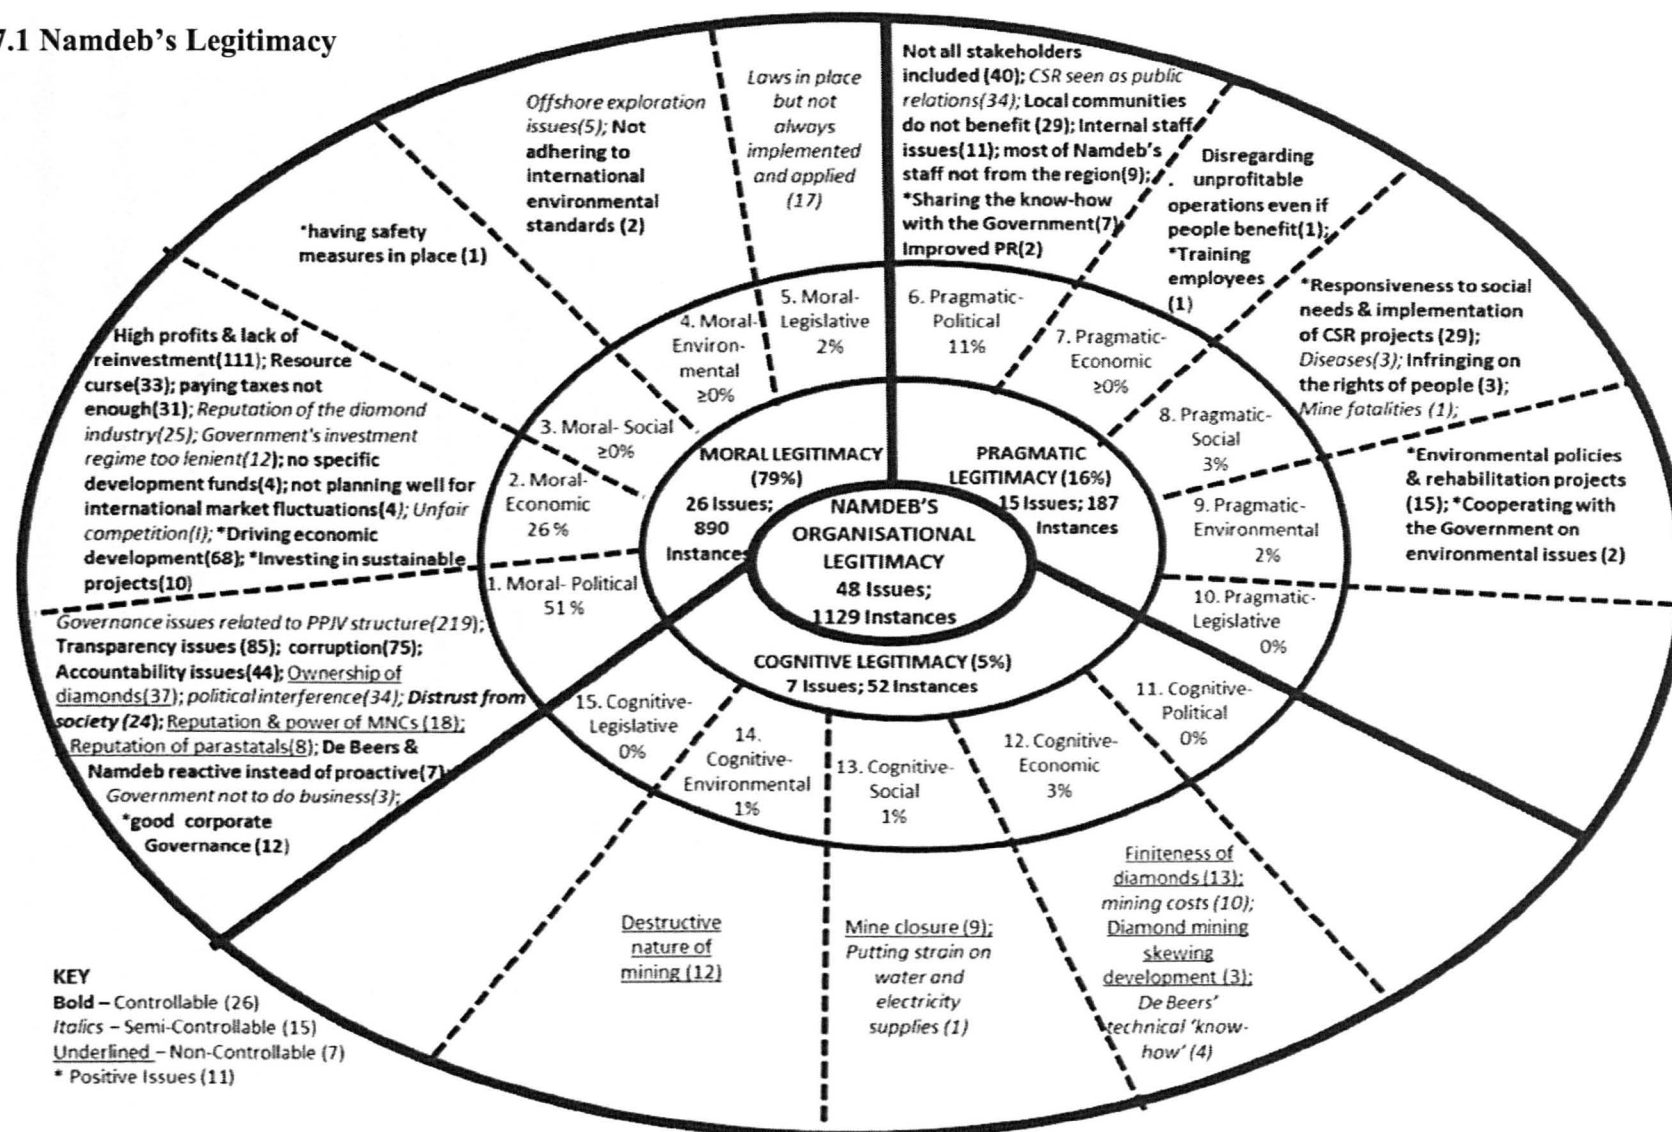 7.1 Namdeb's Legitimacy
Laws in place
but not
always
implemented
and applied
(17)
Offshore exploration
issues(5); Not
adhering to
international
environmental
standards (2)
*having safety
measures in place (1)
High profits & lack of
reinvestment(111); Resource
curse(33); paying taxes not
enough(31); Reputation of the diamond
industry(25); Government's investment
regime too lenient(12); no specific
development funds(4); not planning well for
international market fluctuations(4); Unfair
competition(i); *Driving economic
development(68); *Investing in sustainable
projects(10)
Governance issues related to PPJV structure(219);
Transparency issues (85); corruption(75);
Accountability issues(44); Ownership of
diamonds(37); political interference(34); Distrust from
society (24); Reputation & power of MNCs (18);
Reputation of parastatals(8); De Beers &
Namdeb reactive instead of proactive(7);
Government not to do business(3);
*good corporate
Governance (12)
Not all stakeholders
included (40); CSR seen as public
relations(34); Local communities
do not benefit (29); Internal staff
issues(11); most of Namdeb's
staff not from the region(9);
*Sharing the know-how
with the Government(7)
Improved PR(2)
Disregarding
. unprofitable
operations even if
people benefit(1);
*Training
employees
(1)
*Responsiveness to social
needs & implementation
of CSR projects (29);
Diseases(3); Infringing on
the rights of people (3);
Mine fatalities (1);
*Environmental policies
& rehabilitation projects
(15); *Cooperating with
the Government on
environmental issues (2)
5. Moral-
Legislative
2%
4. Moral-
Environ-
mental
≥0%
3. Moral- Social
≥0%
2. Moral-
Economic
26%
1. Moral- Political
51%
6. Pragmatic-
Political
11%
7. Pragmatic-
Economic
≥0%
8. Pragmatic-
Social
3%
9. Pragmatic-
Environmental
2%
10. Pragmatic-
Legislative
0%
11. Cognitive-
Political
0%
12. Cognitive-
Economic
3%
13. Cognitive-
Social
1%
14.
Cognitive-
Environmental
1%
15. Cognitive-
Legislative
0%
MORAL LEGITIMACY
(79%)
26 Issues;
890
Instances
PRAGMATIC
LEGITIMACY (16%)
15 Issues; 187
Instances
NAMDEB'S
ORGANISATIONAL
LEGITIMACY
48 Issues;
1129 Instances
COGNITIVE LEGITIMACY (5%)
7 Issues; 52 Instances
Destructive
nature of
mining (12)
Mine closure (9);
Putting strain on
water and
electricity
supplies (1)
Finiteness of
diamonds (13);
mining costs (10);
Diamond mining
skewing
development (3);
De Beers'
technical 'know-
how' (4)
KEY
Bold – Controllable (26)
Italics – Semi-Controllable (15)
Underlined – Non-Controllable (7)
* Positive Issues (11)